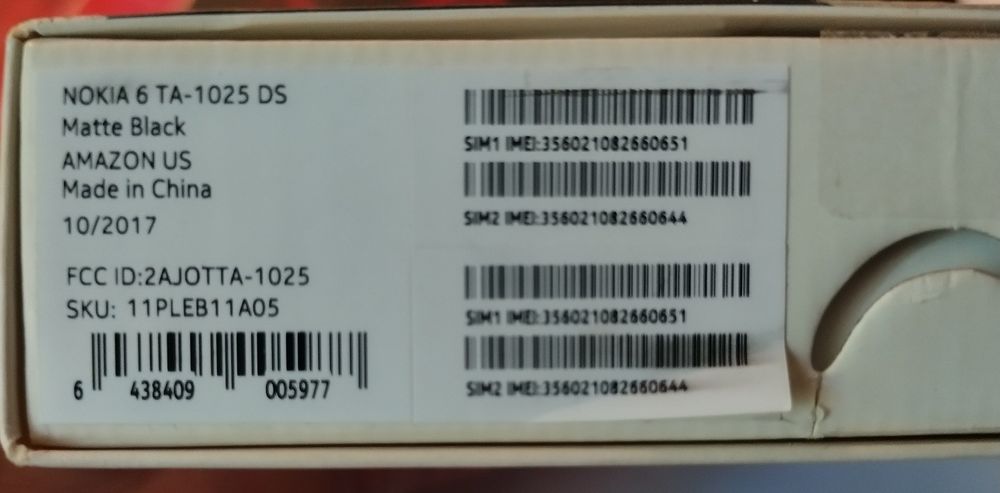 NOKIA 6 TA-1025 DS
Matte Black
AMAZON US
Made in China
10/2017
FCC ID:2AJOTTA-1025
SKU: 11PLEB11A05
6 438409 005977
SIM1 IMEI:356021082660651
SIM2 IMEI:356021082660644
SIM1 IMEI:356021082660651
SIM2 IMEI:356021082660644